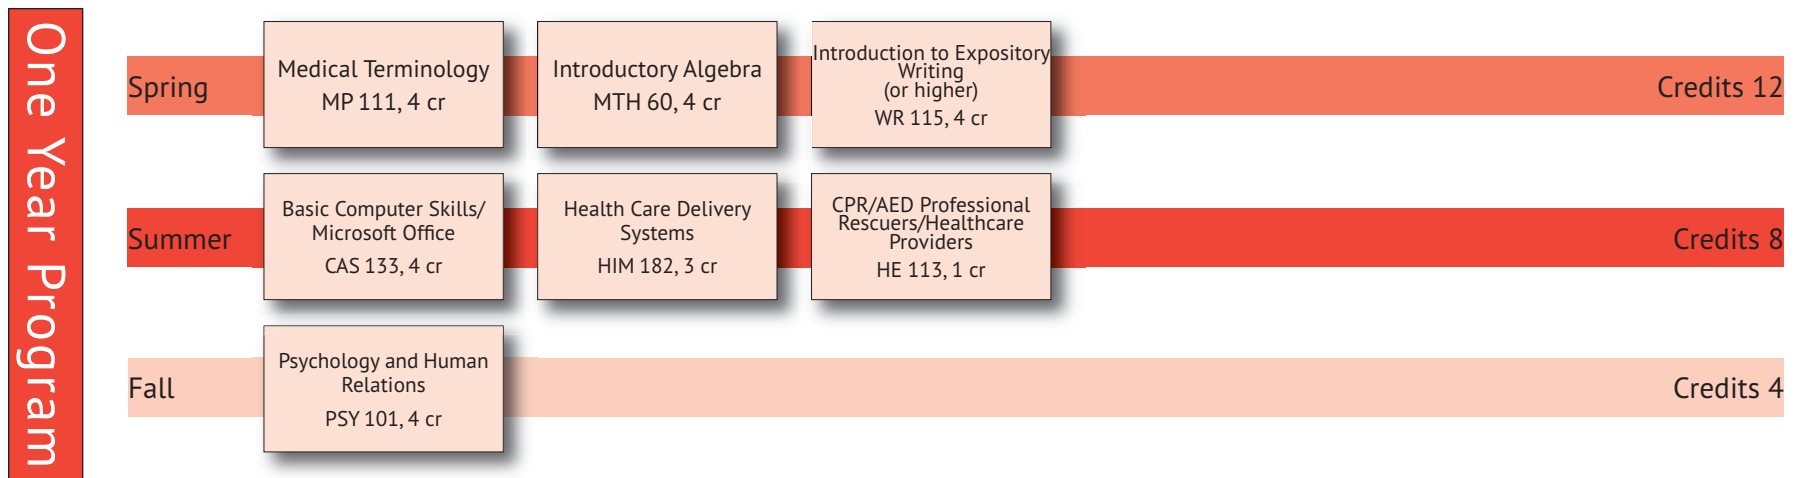 One Year Program
Spring
Medical Terminology
MP 111, 4 cr
Introductory Algebra
MTH 60, 4 cr
Introduction to Expository
Writing
(or higher)
WR 115, 4 cr
Credits 12
Summer
Basic Computer Skills/
Microsoft Office
CAS 133, 4 cr
Health Care Delivery
Systems
HIM 182, 3 cr
CPR/AED Professional
Rescuers/Healthcare
Providers
HE 113, 1 cr
Credits 8
Fall
Psychology and Human
Relations
PSY 101, 4 cr
Credits 4